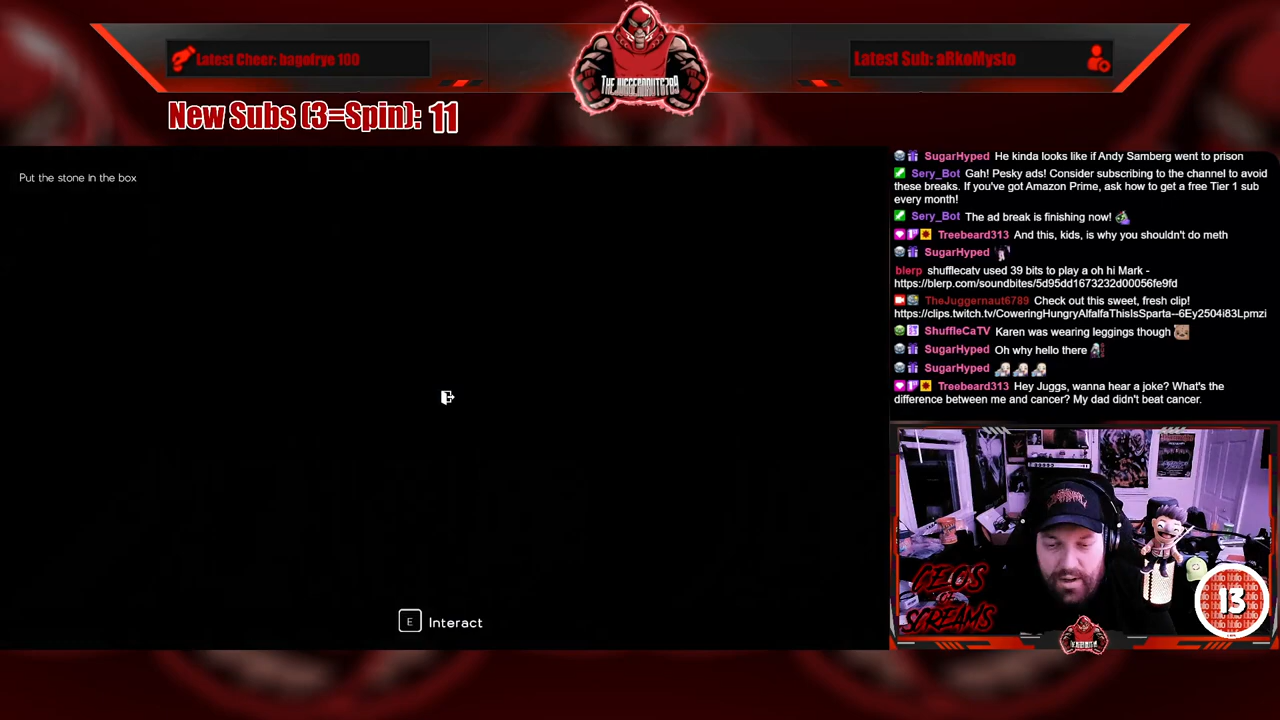 Latest Cheer: bagofrye 100
THEJUGGERNAUT6789
Latest Sub: aRkoMysto
New Subs (3=Spin): 11
Put the stone in the box
E Interact
SugarHyped He kinda looks like if Andy Samberg went to prison
Sery_Bot Gah! Pesky ads! Consider subscribing to the channel to avoid
these breaks. If you've got Amazon Prime, ask how to get a free Tier 1 sub
every month!
Sery_Bot The ad break is finishing now!
Treebeard313 And this, kids, is why you shouldn't do meth
SugarHyped
blerp shufflecatv used 39 bits to play a oh hi Mark -
https://blerp.com/soundbites/5d95dd1673232d00056fe9fd
TheJuggernaut6789 Check out this sweet, fresh clip!
https://clips.twitch.tv/CoweringHungryAlfalfaThisIsSparta--6Ey2504i83Lpmzi
ShuffleCaTV Karen was wearing leggings though
SugarHyped Oh why hello there
SugarHyped
Treebeard313 Hey Juggs, wanna hear a joke? What's the
difference between me and cancer? My dad didn't beat cancer.
SCREAMS
13